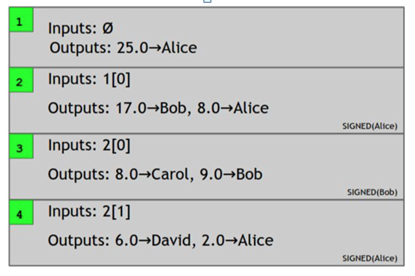 1
Inputs: Ø
Outputs: 25.0→Alice
2
Inputs: 1[0]
Outputs: 17.0→Bob, 8.0→Alice
SIGNED(Alice)
3
Inputs: 2[0]
Outputs: 8.0→Carol, 9.0→Bob
SIGNED(Bob)
4
Inputs: 2[1]
Outputs: 6.0→David, 2.0→Alice
SIGNED(Alice)